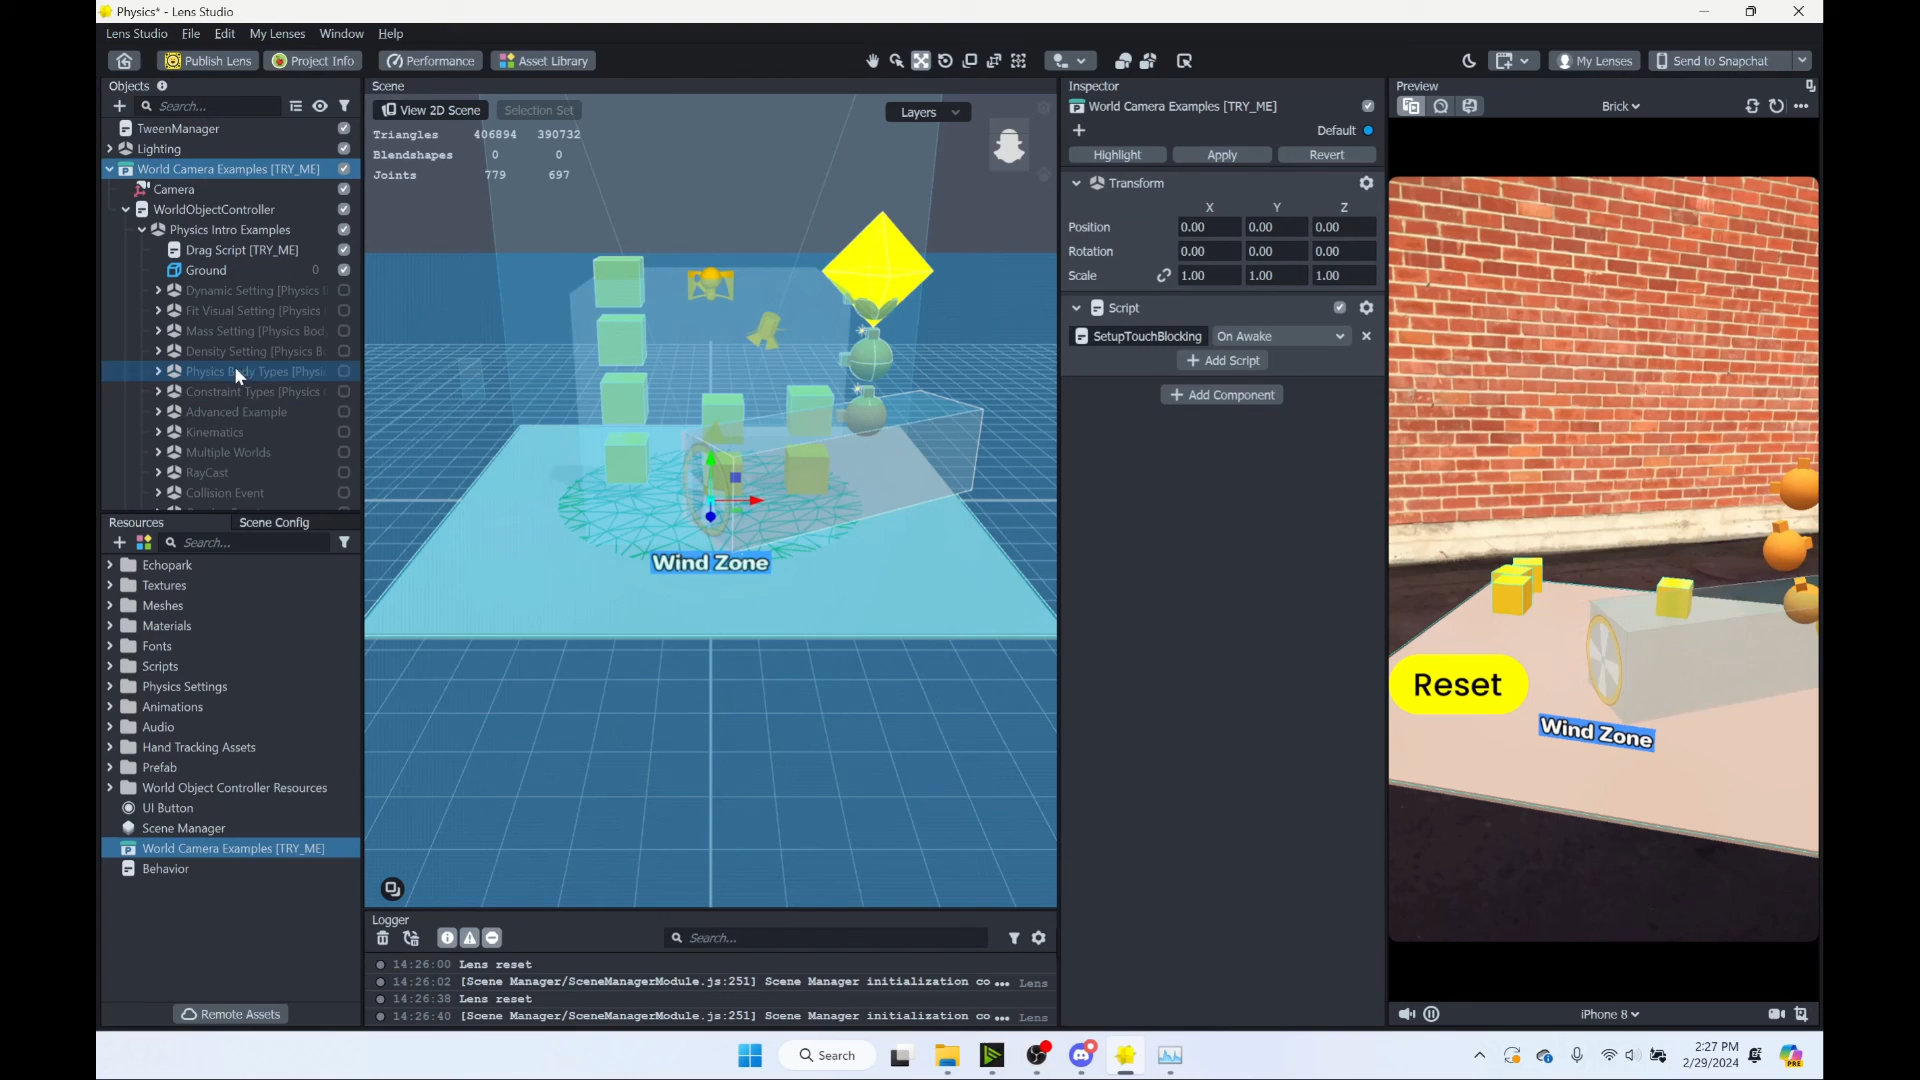 Physics* - Lens Studio
Lens Studio File Edit My Lenses Window Help
Publish Lens Project Info Performance Asset Library My Lenses Send to Snapchat
Objects
Search...
TweenManager
Lighting
World Camera Examples [TRY_ME]
Camera
WorldObjectController
Physics Intro Examples
Drag Script [TRY_ME]
Ground 0
Dynamic Setting [Physics
Fit Visual Setting [Physics
Mass Setting [Physics Bod
Density Setting [Physics B
Physics Body Types [Physi
Constraint Types [Physics
Advanced Example
Kinematics
Multiple Worlds
RayCast
Collision Event
Resources Scene Config
Search...
Echopark
Textures
Meshes
Materials
Fonts
Scripts
Physics Settings
Animations
Audio
Hand Tracking Assets
Prefab
World Object Controller Resources
UI Button
Scene Manager
World Camera Examples [TRY_ME]
Behavior
Remote Assets
Scene
View 2D Scene Selection Set Layers
Triangles 406894 390732
Blendshapes 0 0
Joints 779 697
Wind Zone
Logger
Search...
14:26:00 Lens reset
14:26:02 [Scene Manager/SceneManagerModule.js:251] Scene Manager initialization co ... Lens
14:26:38 Lens reset
14:26:40 [Scene Manager/SceneManagerModule.js:251] Scene Manager initialization co ... Lens
Inspector
World Camera Examples [TRY_ME]
Default
Highlight Apply Revert
Transform
X Y Z
Position 0.00 0.00 0.00
Rotation 0.00 0.00 0.00
Scale 1.00 1.00 1.00
Script
SetupTouchBlocking On Awake
+ Add Script
+ Add Component
Preview
Brick
Reset
Wind Zone
iPhone 8
Search
PRE
2:27 PM
2/29/2024